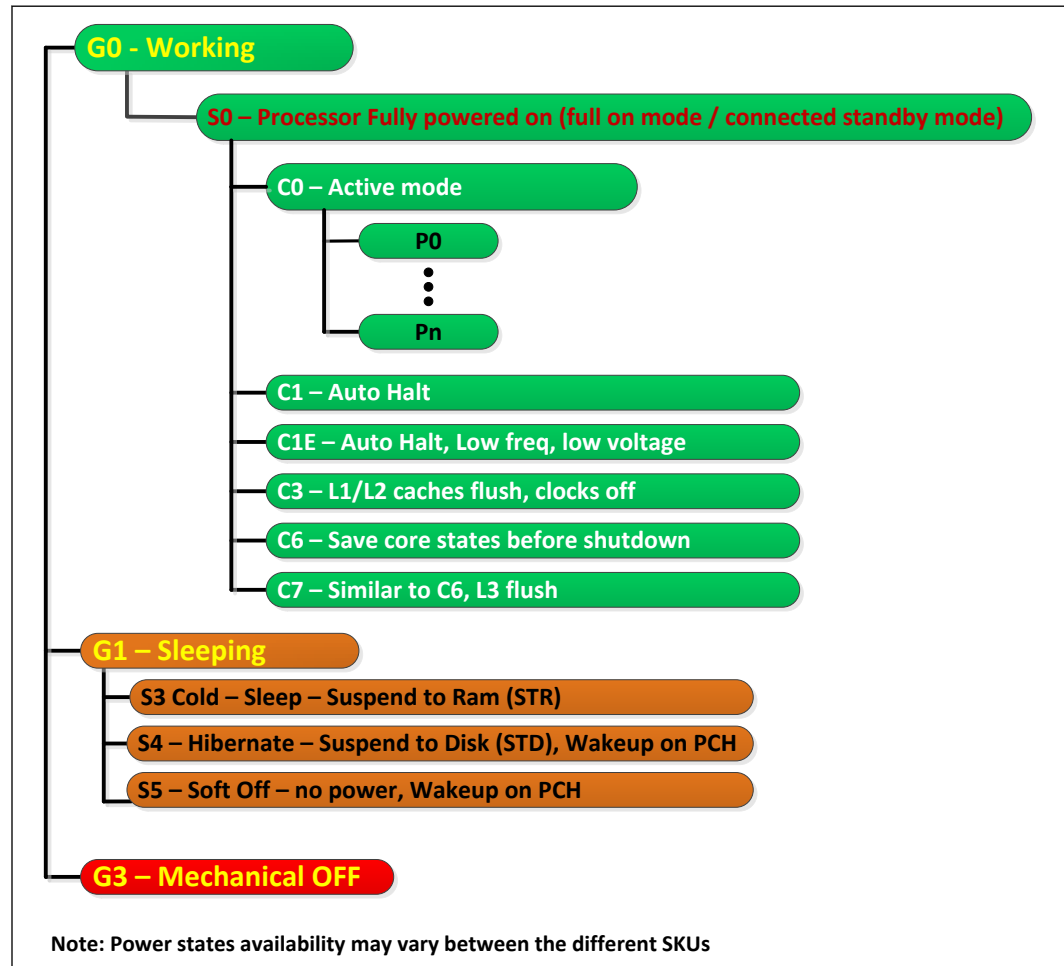 G0 - Working
S0 – Processor Fully powered on (full on mode / connected standby mode)
C0 – Active mode
P0
Pn
C1 – Auto Halt
C1E – Auto Halt, Low freq, low voltage
C3 – L1/L2 caches flush, clocks off
C6 – Save core states before shutdown
C7 – Similar to C6, L3 flush
G1 – Sleeping
S3 Cold – Sleep – Suspend to Ram (STR)
S4 – Hibernate – Suspend to Disk (STD), Wakeup on PCH
S5 – Soft Off – no power, Wakeup on PCH
G3 – Mechanical OFF
Note: Power states availability may vary between the different SKUs